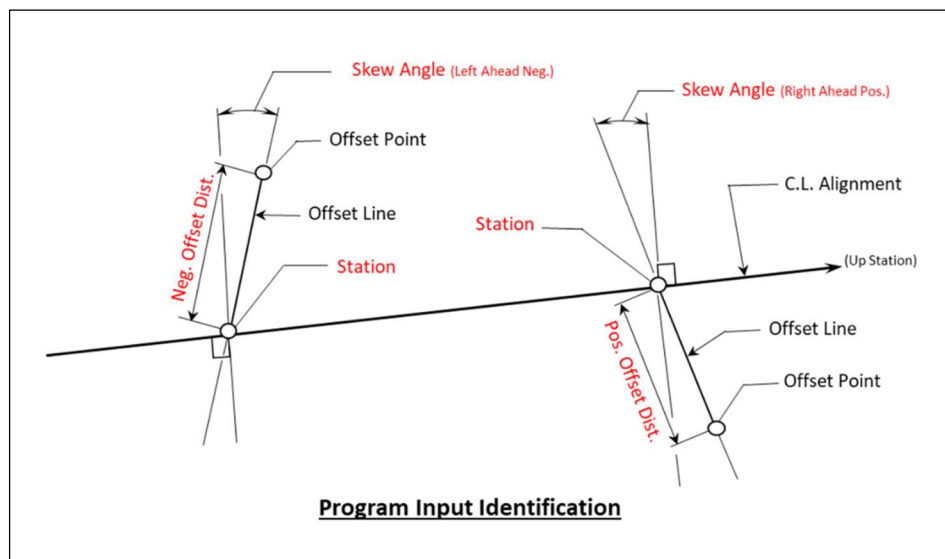 Skew Angle (Left Ahead Neg.)
Skew Angle (Right Ahead Pos.)
Offset Point
C.L. Alignment
Neg. Offset Dist.
Offset Line
Station
Station
(Up Station)
Pos. Offset Dist.
Offset Line
Offset Point
Program Input Identification